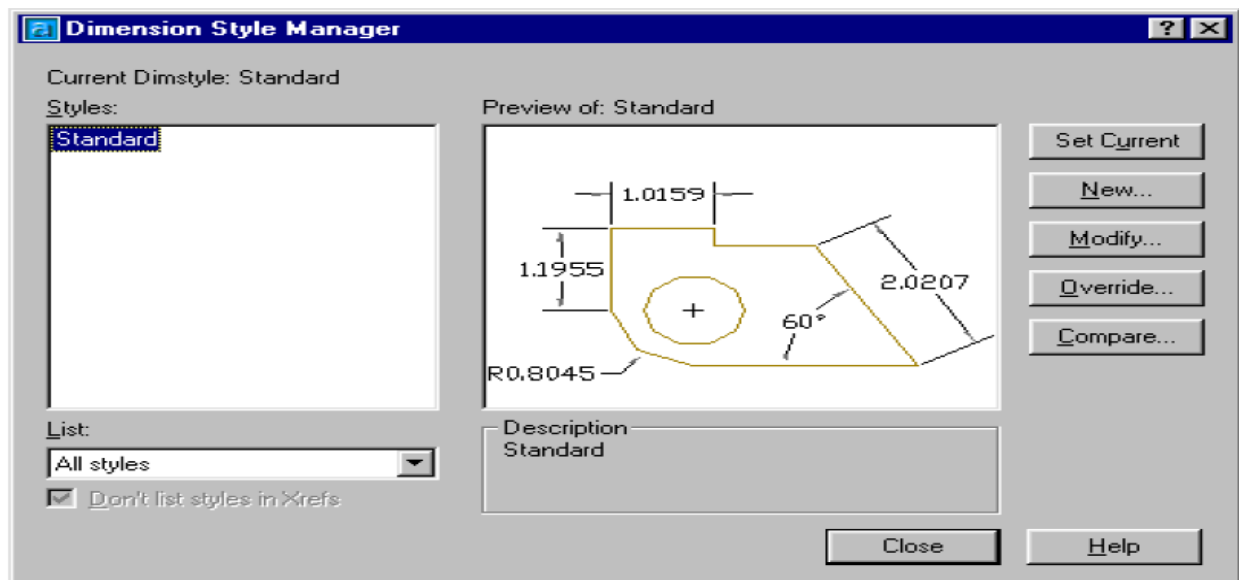 Dimension Style Manager
Current Dimstyle: Standard
Styles:
Standard
Preview of: Standard
1.0159
1.1955
2.0207
60°
R0.8045
Set Current
New...
Modify...
Override...
Compare...
List:
All styles
Don't list styles in Xrefs
Description
Standard
Close
Help